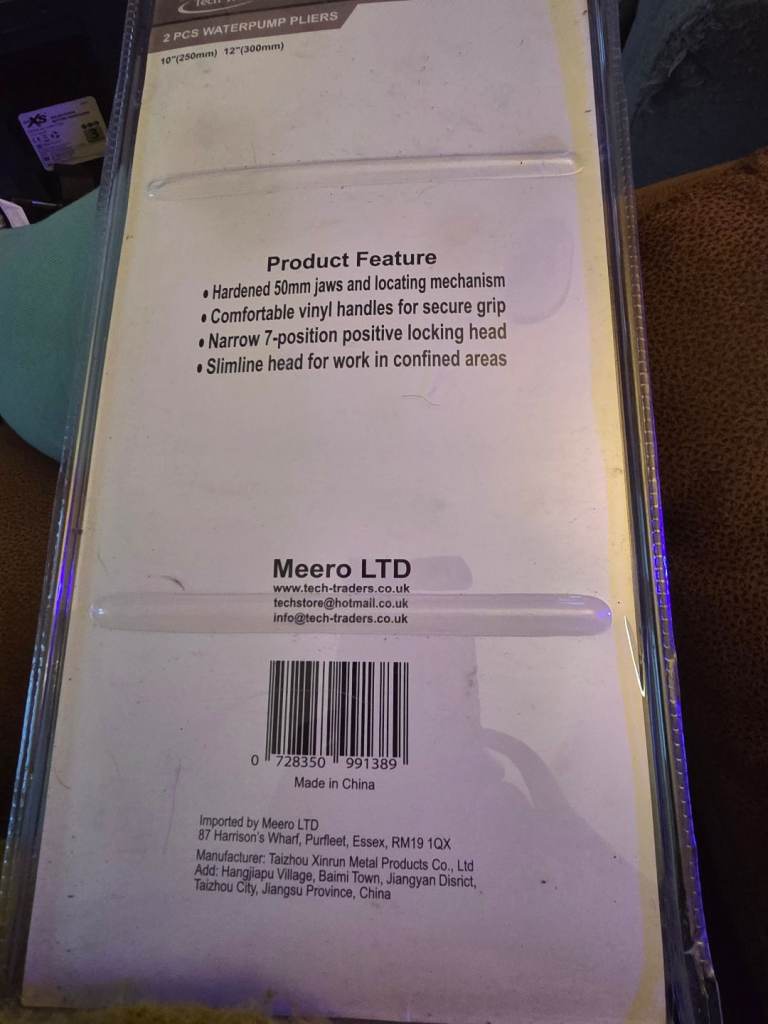 Tech
2 PCS WATERPUMP PLIERS
10"(250mm) 12"(300mm)
XS
Product Feature
• Hardened 50mm jaws and locating mechanism
• Comfortable vinyl handles for secure grip
• Narrow 7-position positive locking head
• Slimline head for work in confined areas
Meero LTD
www.tech-traders.co.uk
techstore@hotmail.co.uk
info@tech-traders.co.uk
0 728350 991389
Made in China
Imported by Meero LTD
87 Harrison's Wharf, Purfleet, Essex, RM19 1QX
Manufacturer: Taizhou Xinrun Metal Products Co., Ltd
Add: Hangjiapu Village, Baimi Town, Jiangyan Disrict,
Taizhou City, Jiangsu Province, China